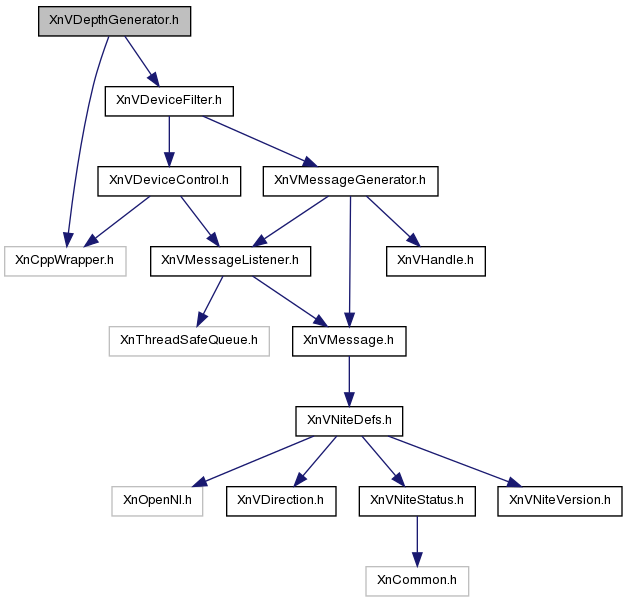 XnVDepthGenerator.h
XnVDeviceFilter.h
XnVDeviceControl.h
XnVMessageGenerator.h
XnCppWrapper.h
XnVMessageListener.h
XnVHandle.h
XnThreadSafeQueue.h
XnVMessage.h
XnVNiteDefs.h
XnOpenNI.h
XnVDirection.h
XnVNiteStatus.h
XnVNiteVersion.h
XnCommon.h